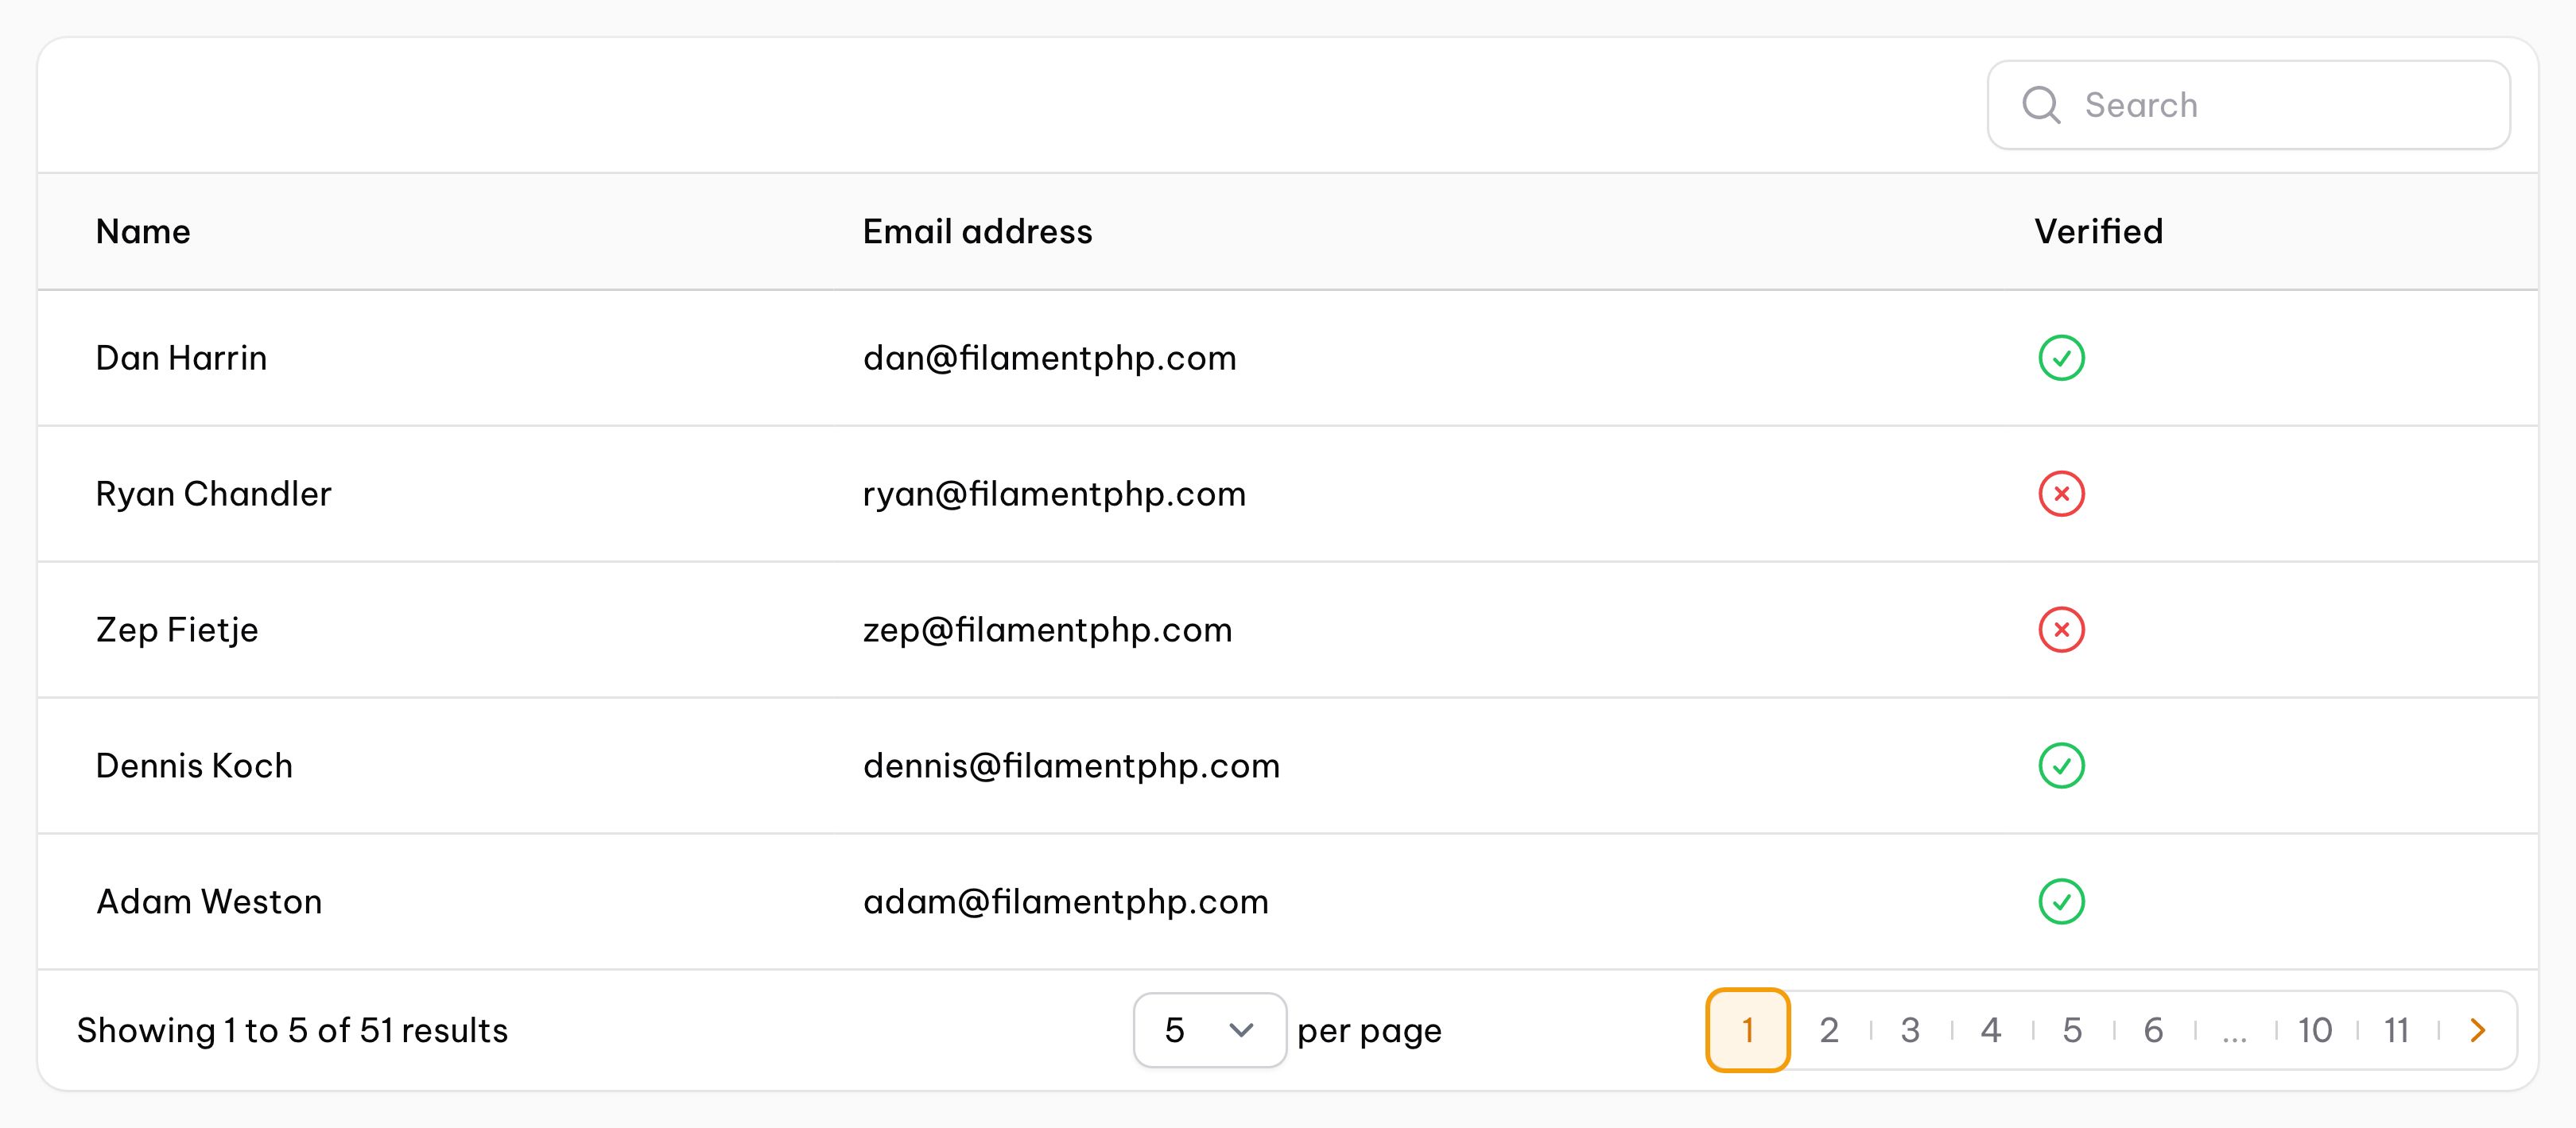 Search
Name Email address Verified
Dan Harrin dan@filamentphp.com
Ryan Chandler ryan@filamentphp.com
Zep Fietje zep@filamentphp.com
Dennis Koch dennis@filamentphp.com
Adam Weston adam@filamentphp.com
Showing 1 to 5 of 51 results 5 per page 1 2 3 4 5 6 ... 10 11